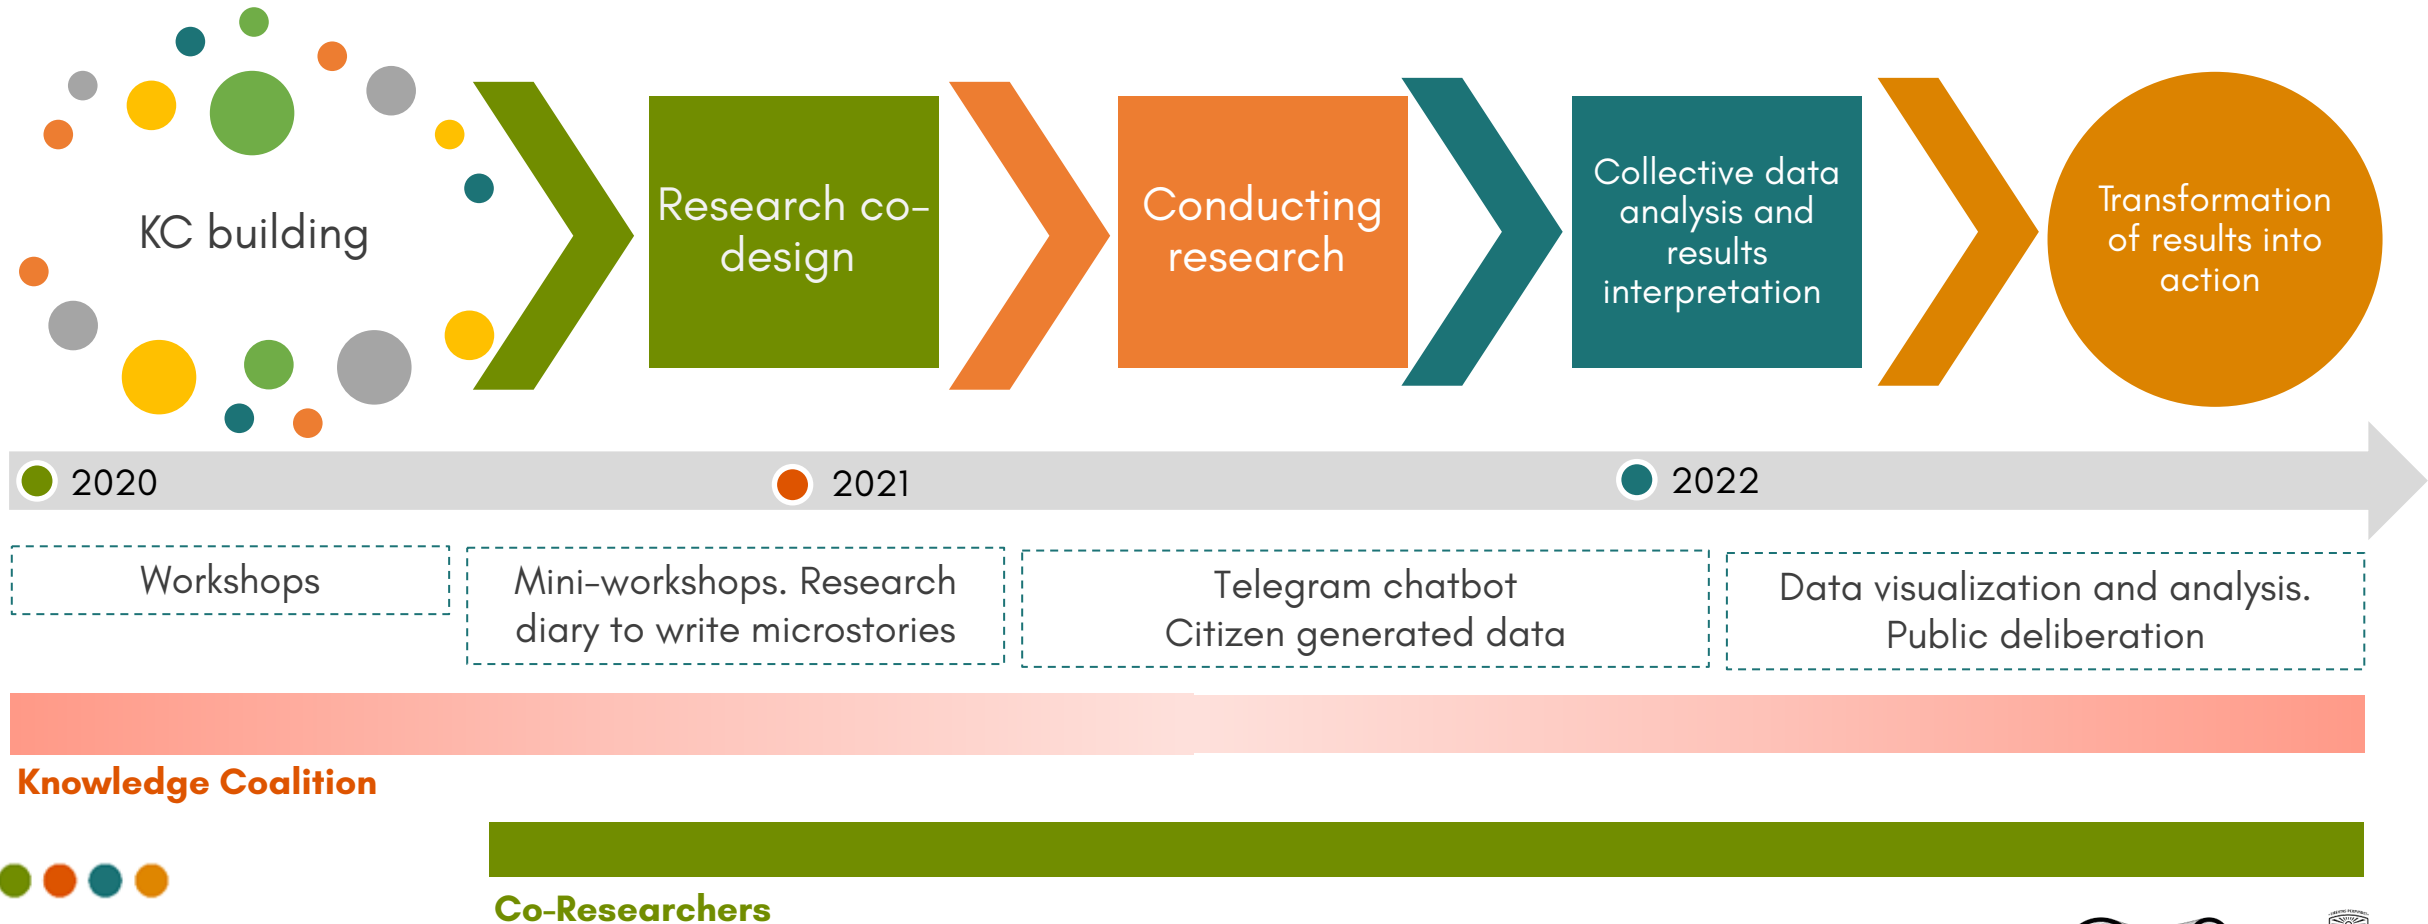 KC building
Research co-
design
Conducting
research
Collective data
analysis and
results
interpretation
Transformation
of results into
action
2020
2021
2022
Workshops
Mini-workshops. Research
diary to write microstories
Telegram chatbot
Citizen generated data
Data visualization and analysis.
Public deliberation
Knowledge Coalition
Co-Researchers